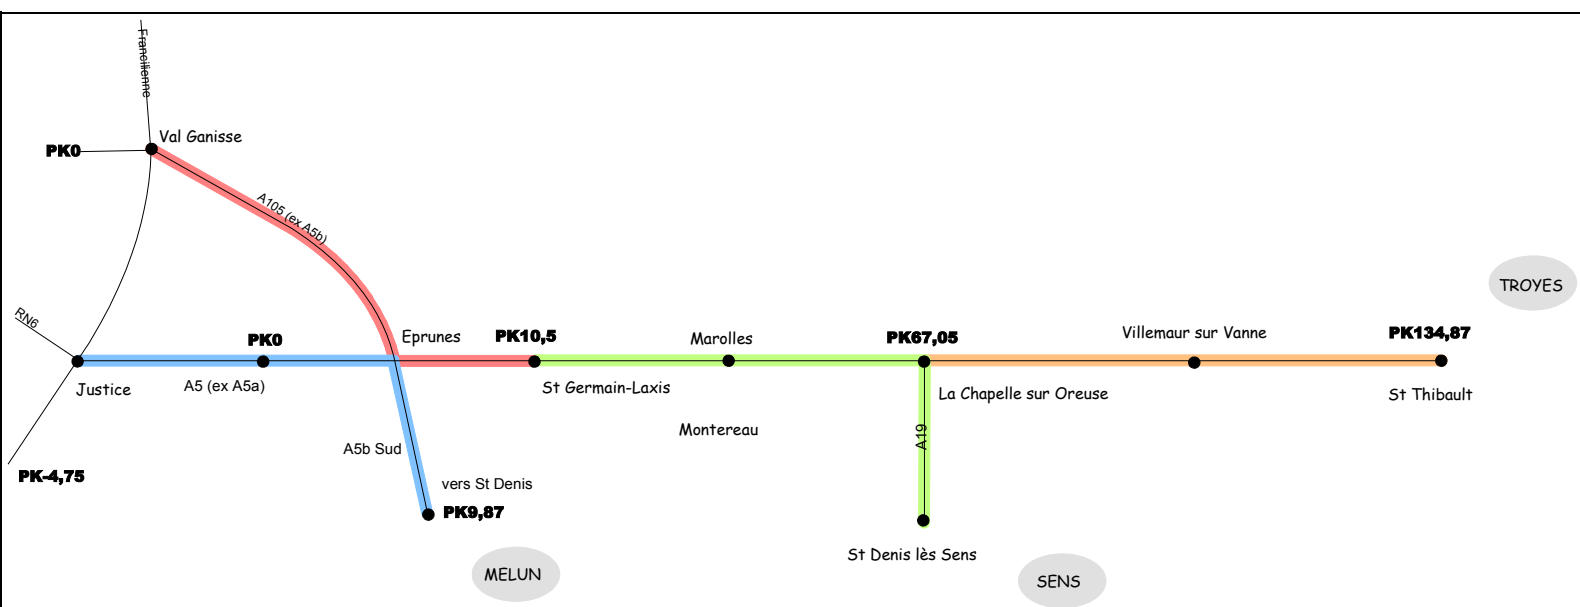 Francilienne
Val Ganisse
PK0
A105 (ex A5b)
TROYES
RN6
PK0
Eprunes
PK10,5
Marolles
PK67,05
Villemaur sur Vanne
PK134,87
Justice
A5 (ex A5a)
St Germain-Laxis
La Chapelle sur Oreuse
St Thibault
Montereau
A19
A5b Sud
PK-4,75
vers St Denis
PK9,87
St Denis lès Sens
MELUN
SENS